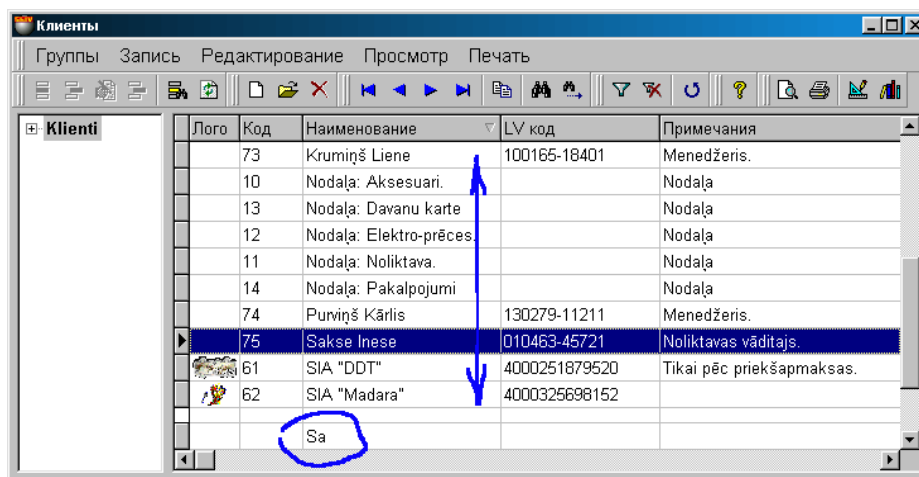 Клиенты
Группы Запись Редактирование Просмотр Печать
Klienti
Лого Код Наименование LV код Примечания
73 Krumiņš Liene 100165-18401 Menedžeris.
10 Nodaļa: Aksesuari. Nodaļa
13 Nodaļa: Davanu karte Nodaļa
12 Nodaļa: Elektro-prēces. Nodaļa
11 Nodaļa: Noliktava. Nodaļa
14 Nodaļa: Pakalpojumi Nodaļa
74 Purviņš Kārlis 130279-11211 Menedžeris.
75 Sakse Inese 010463-45721 Noliktavas vāditajs.
61 SIA "DDT" 4000251879520 Tikai pēc priekšapmaksas.
62 SIA "Madara" 4000325698152
Sa